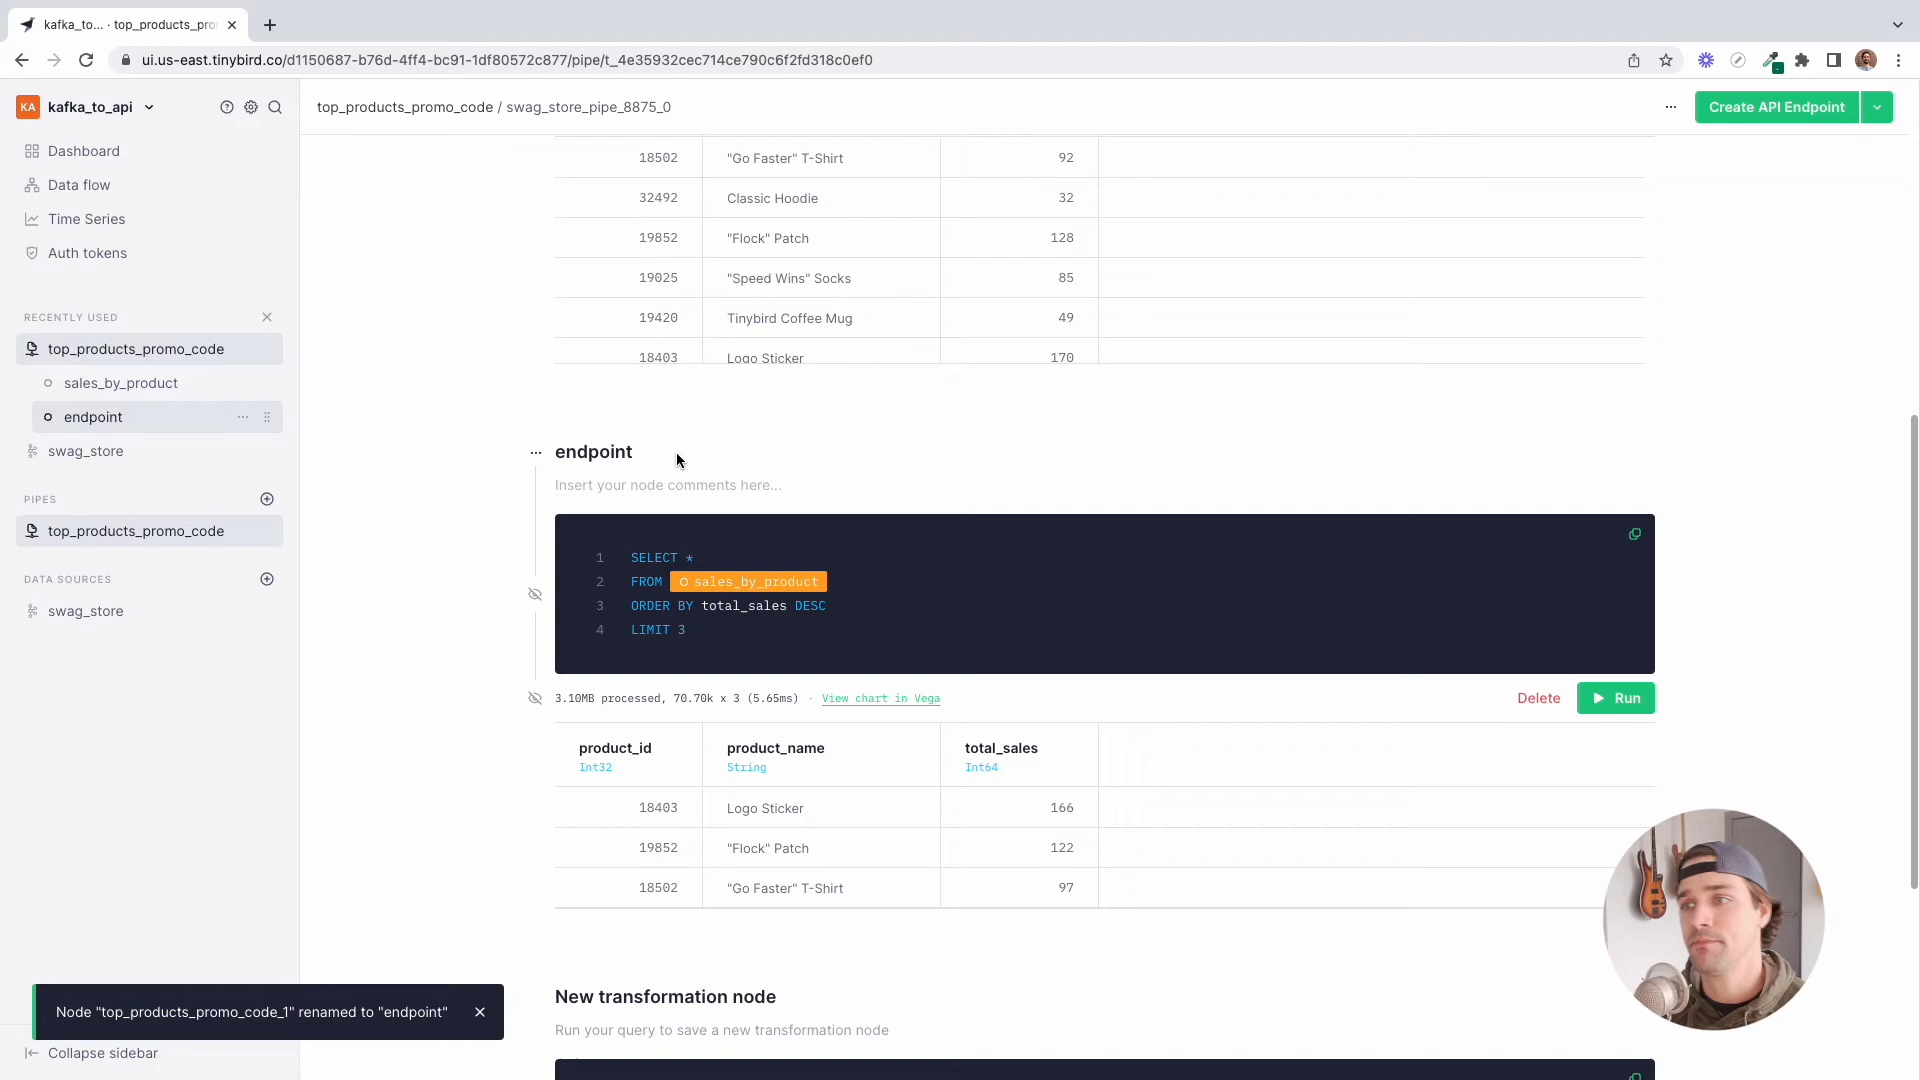 kafka_to... · top_products_pro
ui.us-east.tinybird.co/d1150687-b76d-4ff4-bc91-1df80572c877/pipe/t_4e35932cec714ce790c6f2fd318c0ef0
KA kafka_to_api
top_products_promo_code / swag_store_pipe_8875_0
Create API Endpoint
Dashboard
Data flow
Time Series
Auth tokens
RECENTLY USED
top_products_promo_code
sales_by_product
endpoint
swag_store
PIPES
top_products_promo_code
DATA SOURCES
swag_store
18502 "Go Faster" T-Shirt 92
32492 Classic Hoodie 32
19852 "Flock" Patch 128
19025 "Speed Wins" Socks 85
19420 Tinybird Coffee Mug 49
18403 Logo Sticker 170
endpoint
Insert your node comments here...
1 SELECT *
2 FROM sales_by_product
3 ORDER BY total_sales DESC
4 LIMIT 3
3.10MB processed, 70.70k x 3 (5.65ms) · View chart in Vega
Delete
Run
product_id product_name total_sales
Int32 String Int64
18403 Logo Sticker 166
19852 "Flock" Patch 122
18502 "Go Faster" T-Shirt 97
New transformation node
Run your query to save a new transformation node
Node "top_products_promo_code_1" renamed to "endpoint"
Collapse sidebar